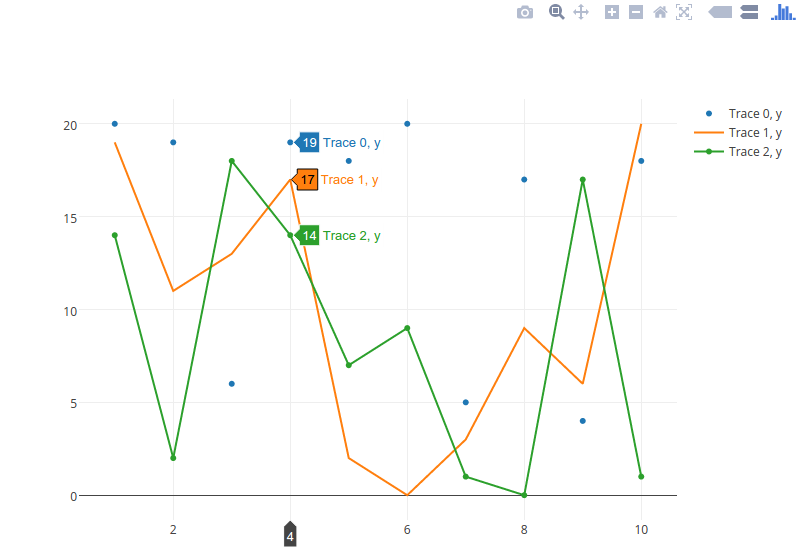 20
15
10
5
0
2
4
6
8
10
19 Trace 0, y
17 Trace 1, y
14 Trace 2, y
Trace 0, y
Trace 1, y
Trace 2, y